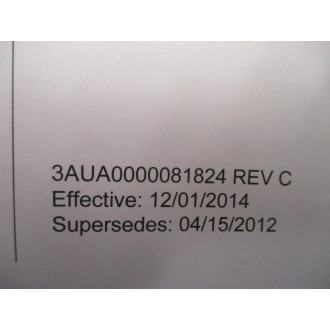 3AUA0000081824 REV C
Effective: 12/01/2014
Supersedes: 04/15/2012